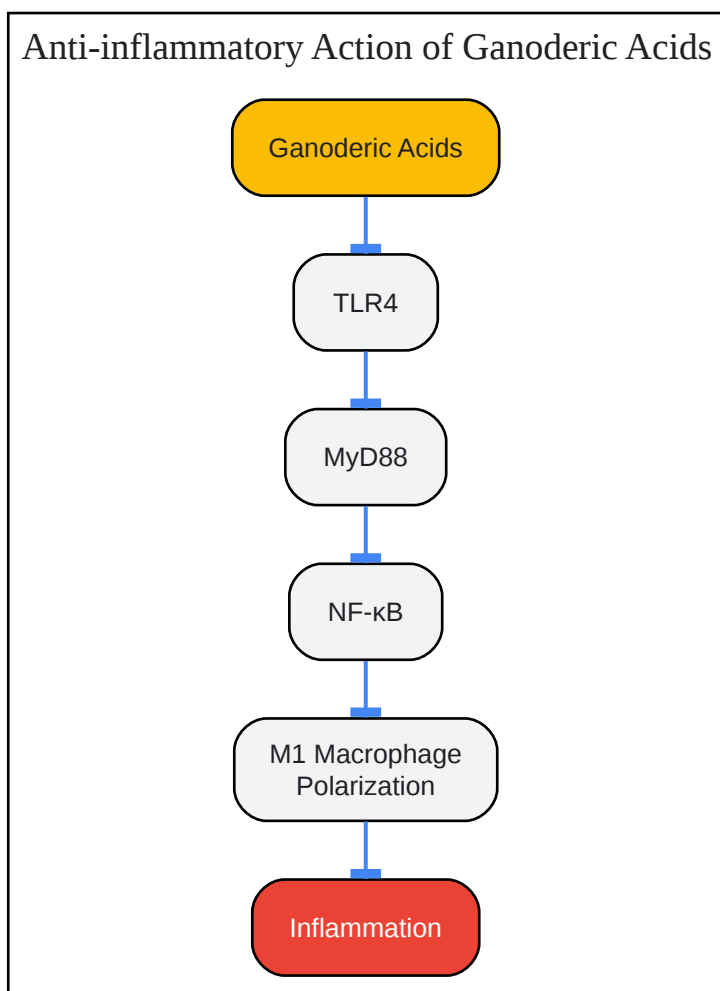 Anti-inflammatory Action of Ganoderic Acids
Ganoderic Acids
TLR4
MyD88
NF-κB
M1 Macrophage
Polarization
Inflammation